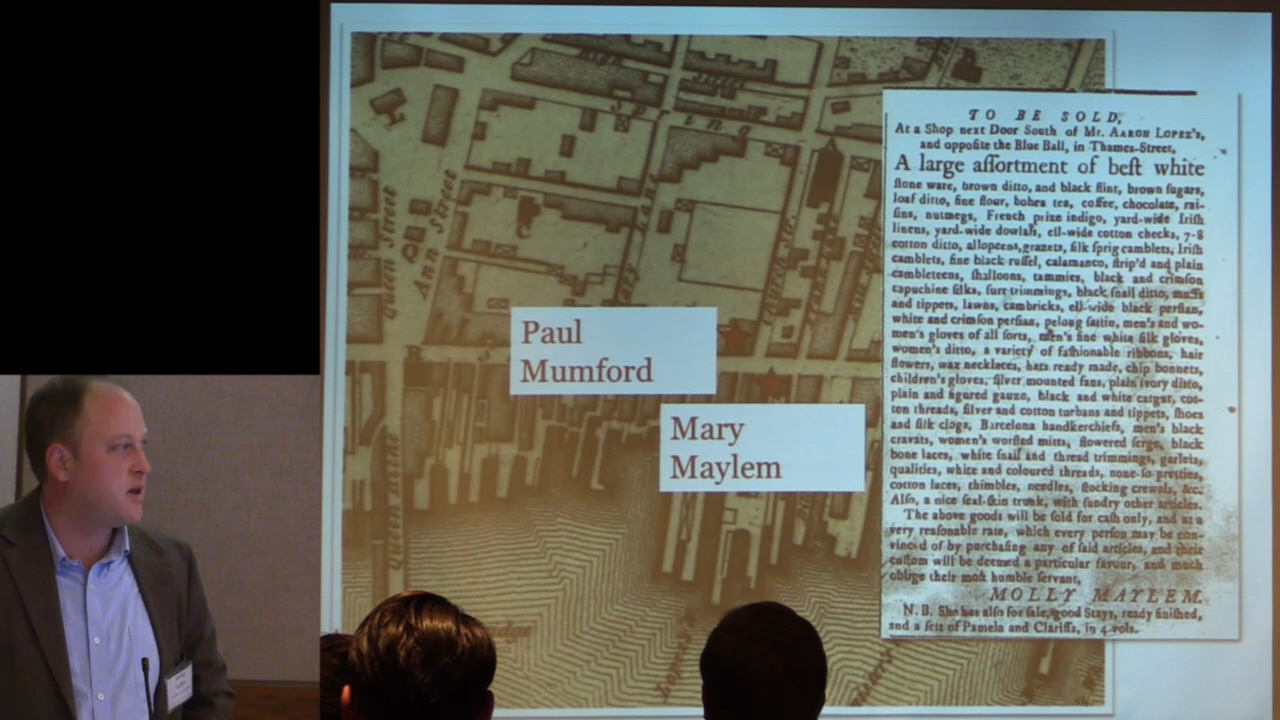 Street
Spring
Queen Street
Ann Street
Lane
Church Str.
Paul
Mumford
Mary
Maylem
TO BE SOLD,
At a Shop next Door South of Mr. AARON LOPEZ's,
and oppoſite the Blue Ball, in Thames-Street,
A large aſſortment of beſt white
ſtone ware, brown ditto, and black flint, brown ſugars,
loaf ditto, fine flour, bohea tea, coffee, chocolate, rai-
ſins, nutmegs, French prize indigo, yard-wide Iriſh
linens, yard-wide dowlaſs, ell-wide cotton checks, 7-8
cotton ditto, allopeens, grazets, ſilk ſprig camblets, Iriſh
camblets, fine black ruſſel, calamanco, ſtrip'd and plain
cambleteens, ſhalloons, tammies, black and crimſon
capuchine ſilks, furr trimmings, black ſnail ditto, muffs
and tippets, lawns, cambricks, ell-wide black perſian,
white and crimſon perſian, pelong ſattin, men's and wo-
men's gloves of all ſorts, men's fine white ſilk gloves,
women's ditto, a variety of faſhionable ribbons, hair
flowers, wax necklaces, hats ready made, chip bonnets,
children's gloves, ſilver mounted fans, plain ivory ditto,
plain and figured gauze, black and white catgut, cot-
ton threads, ſilver and cotton turbans and tippets, ſhoes
and ſilk clogs, Barcelona handkerchiefs, men's black
cravats, women's worſted mitts, flowered ſerge, black
bone laces, white ſnail and thread trimmings, garlets,
qualities, white and coloured threads, none-ſo-pretties,
cotton laces, thimbles, needles, ſtocking crewels, &c.
Alſo, a nice ſeal-ſkin trunk, with ſundry other articles.
The above goods will be ſold for caſh only, and at a
very reaſonable rate, which every perſon may be con-
vinced of by purchaſing any of ſaid articles, and their
cuſtom will be deemed a particular favour, and much
oblige their moſt humble ſervant,
MOLLY MAYLEM.
N. B. She has alſo for ſale, good Stays, ready finiſhed,
and a ſett of Pamela and Clariſſa, in 4 vols.